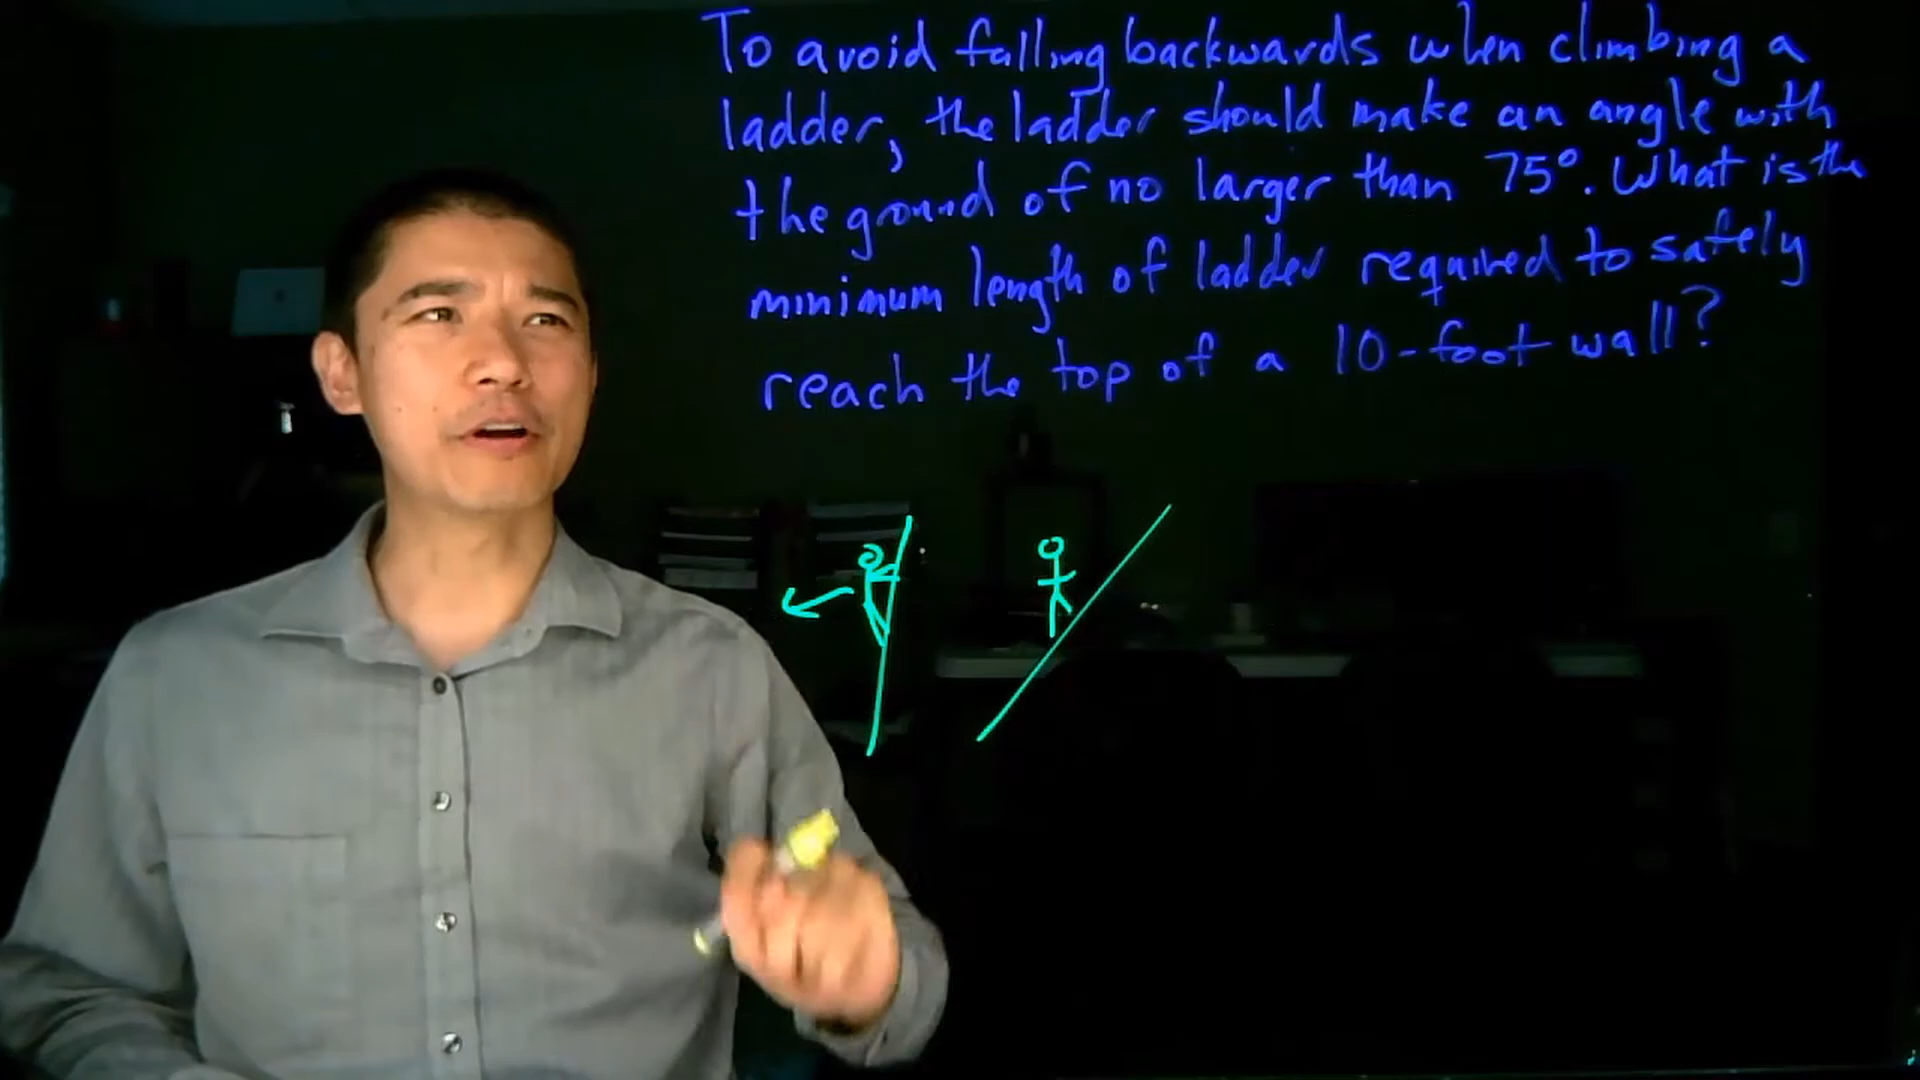 To avoid falling backwards when climbing a
ladder, the ladder should make an angle with
the ground of no larger than 75°. What is the
minimum length of ladder required to safely
reach the top of a 10-foot wall?